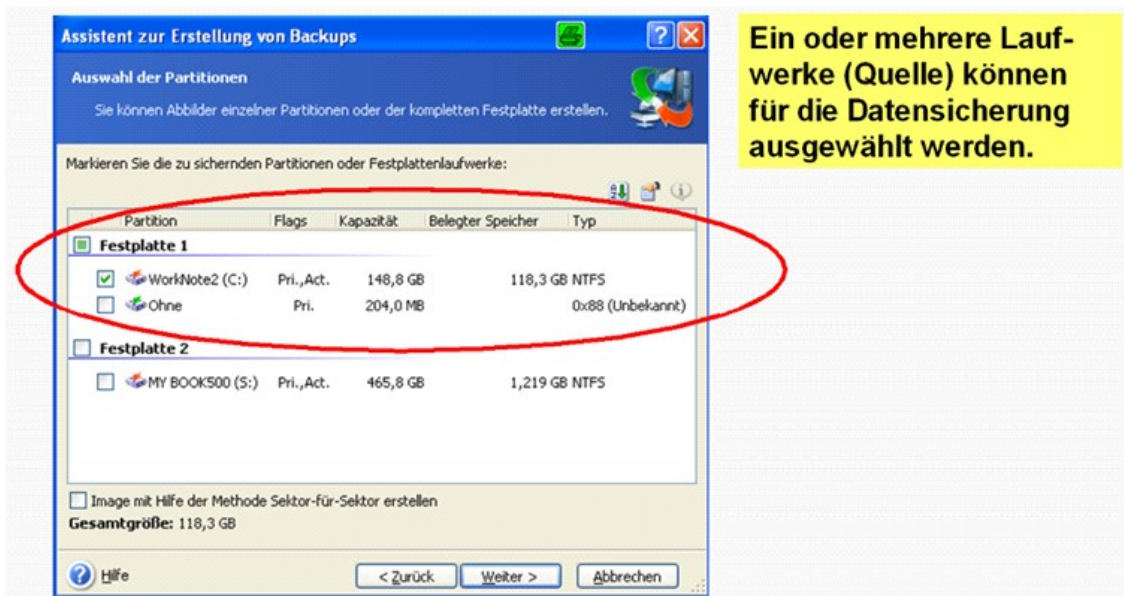 Assistent zur Erstellung von Backups
Auswahl der Partitionen
Sie können Abbilder einzelner Partitionen oder der kompletten Festplatte erstellen.
Markieren Sie die zu sichernden Partitionen oder Festplattenlaufwerke:
Partition Flags Kapazität Belegter Speicher Typ
Festplatte 1
WorkNote2 (C:) Pri.,Act. 148,8 GB 118,3 GB NTFS
Ohne Pri. 204,0 MB 0x88 (Unbekannt)
Festplatte 2
MY BOOK500 (S:) Pri.,Act. 465,8 GB 1,219 GB NTFS
Image mit Hilfe der Methode Sektor-für-Sektor erstellen
Gesamtgröße: 118,3 GB
Hilfe < Zurück Weiter > Abbrechen
Ein oder mehrere Lauf-
werke (Quelle) können
für die Datensicherung
ausgewählt werden.